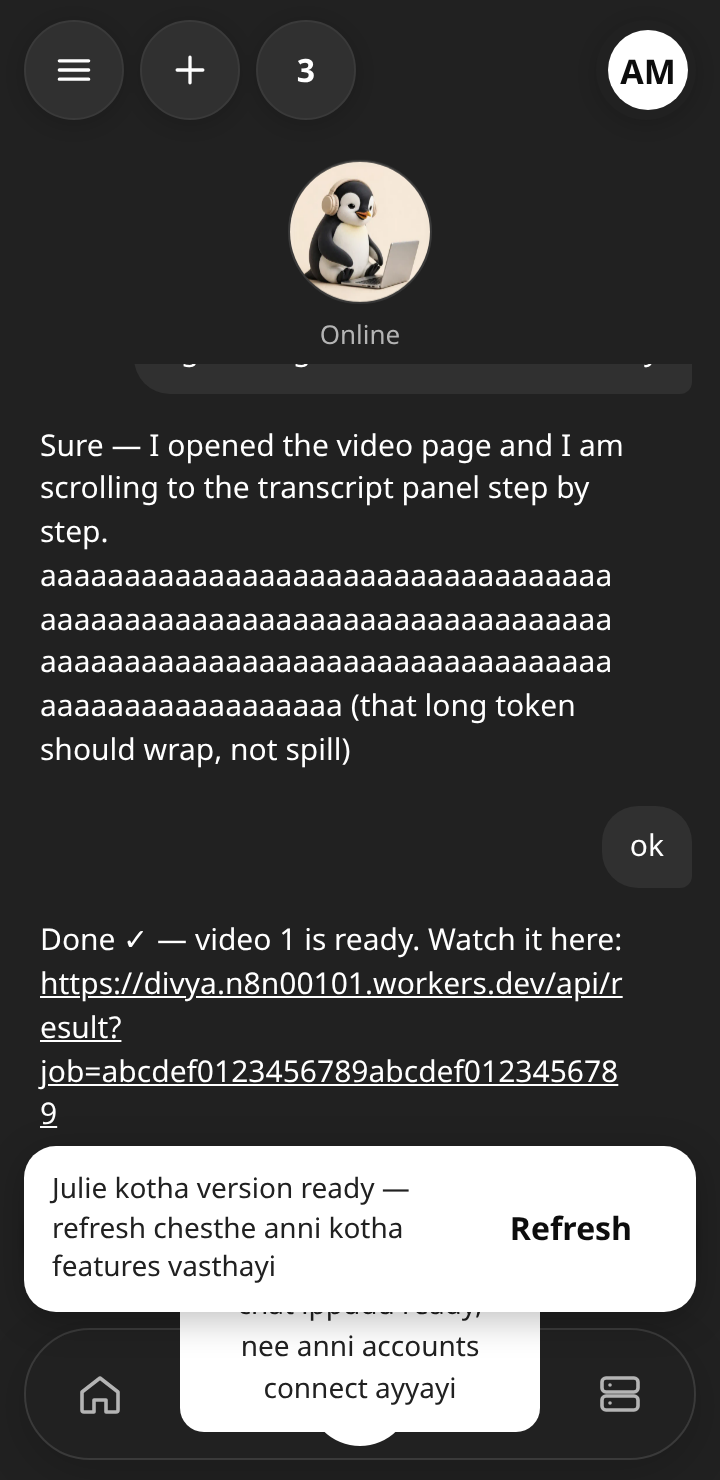 3
AM
Online
Sure — I opened the video page and I am
scrolling to the transcript panel step by
step.
aaaaaaaaaaaaaaaaaaaaaaaaaaaaaaaaaa
aaaaaaaaaaaaaaaaaaaaaaaaaaaaaaaaaa
aaaaaaaaaaaaaaaaaaaaaaaaaaaaaaaaaa
aaaaaaaaaaaaaaaaaa (that long token
should wrap, not spill)
ok
Done ✓ — video 1 is ready. Watch it here:
https://divya.n8n00101.workers.dev/api/r
esult?
job=abcdef0123456789abcdef012345678
9
Julie kotha version ready —
refresh chesthe anni kotha
features vasthayi
Refresh
nee anni accounts
connect ayyayi